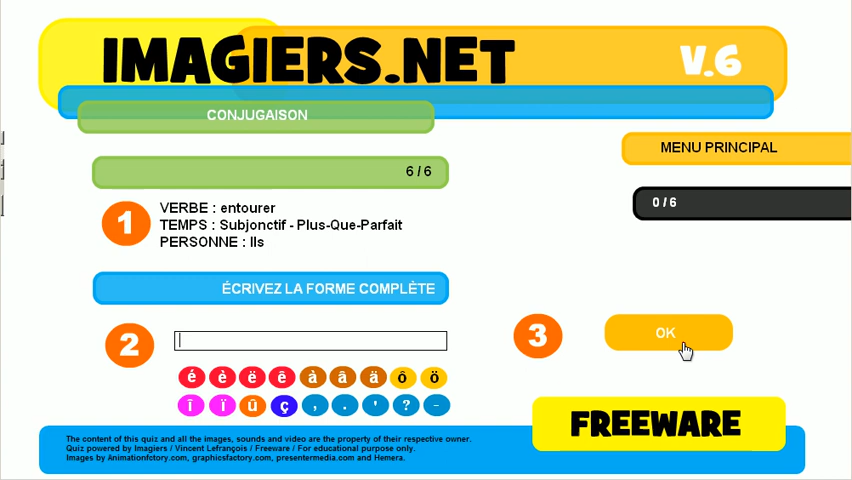 IMAGIERS.NET
V.6
CONJUGAISON
MENU PRINCIPAL
6 / 6
0 / 6
1
VERBE : entourer
TEMPS : Subjonctif - Plus-Que-Parfait
PERSONNE : Ils
ÉCRIVEZ LA FORME COMPLÈTE
2
3
OK
é è ë ê à â ä ô ö
î ï û ç , . ' ? -
FREEWARE
The content of this quiz and all the images, sounds and video are the property of their respective owner.
Quiz powered by Imagiers / Vincent Lefrançois / Freeware / For educational purpose only.
Images by Animationfctory.com, graphicsfactory.com, presentermedia.com and Hemera.